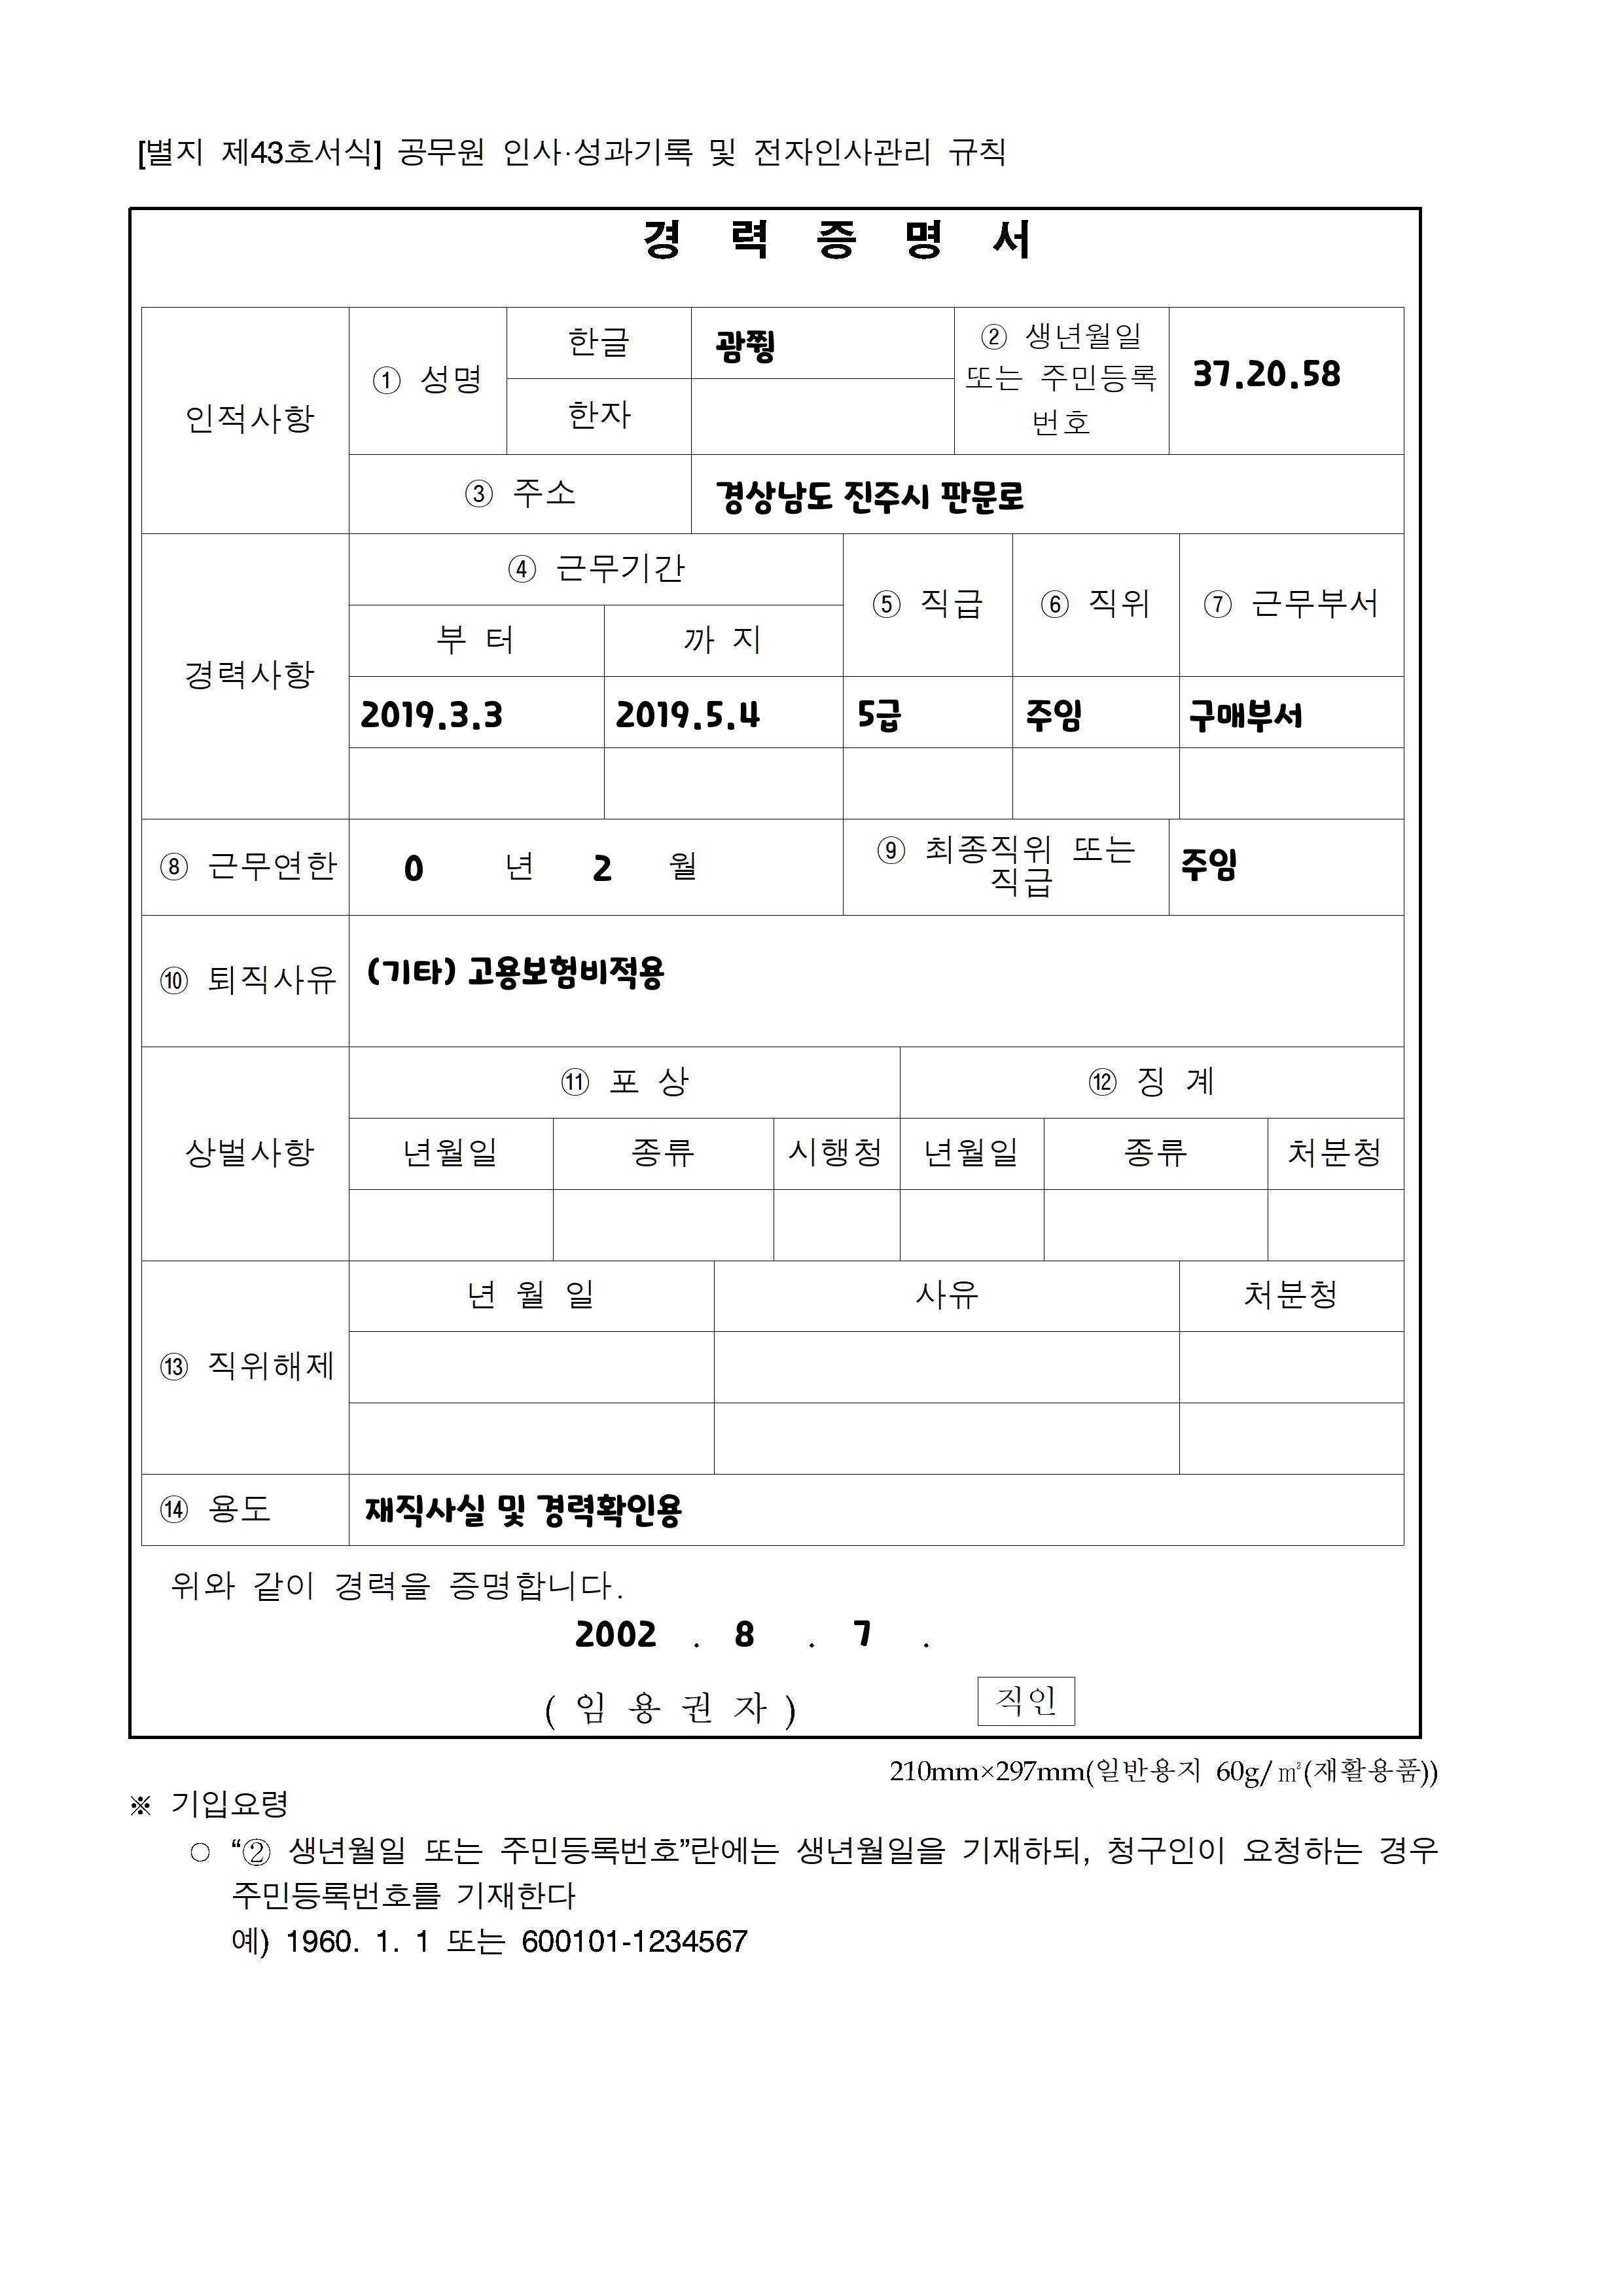 [별지 제43호서식] 공무원 인사·성과기록 및 전자인사관리 규칙
경 력 증 명 서
인적사항
① 성명
한글
괌쮕
② 생년월일
또는 주민등록
번호
37.20.58
한자
③ 주소
경상남도 진주시 판문로
경력사항
④ 근무기간
⑤ 직급
⑥ 직위
⑦ 근무부서
부 터
까 지
2019.3.3
2019.5.4
5급
주임
구매부서
⑧ 근무연한
0 년 2 월
⑨ 최종직위 또는
직급
주임
⑩ 퇴직사유
(기타) 고용보험비적용
상벌사항
⑪ 포 상
⑫ 징 계
년월일
종류
시행청
년월일
종류
처분청
⑬ 직위해제
년 월 일
사유
처분청
⑭ 용도
재직사실 및 경력확인용
위와 같이 경력을 증명합니다.
2002 . 8 . 7 .
( 임 용 권 자 )
직인
210mm×297mm(일반용지 60g/㎡(재활용품))
※ 기입요령
○ “② 생년월일 또는 주민등록번호”란에는 생년월일을 기재하되, 청구인이 요청하는 경우
주민등록번호를 기재한다
예) 1960. 1. 1 또는 600101-1234567